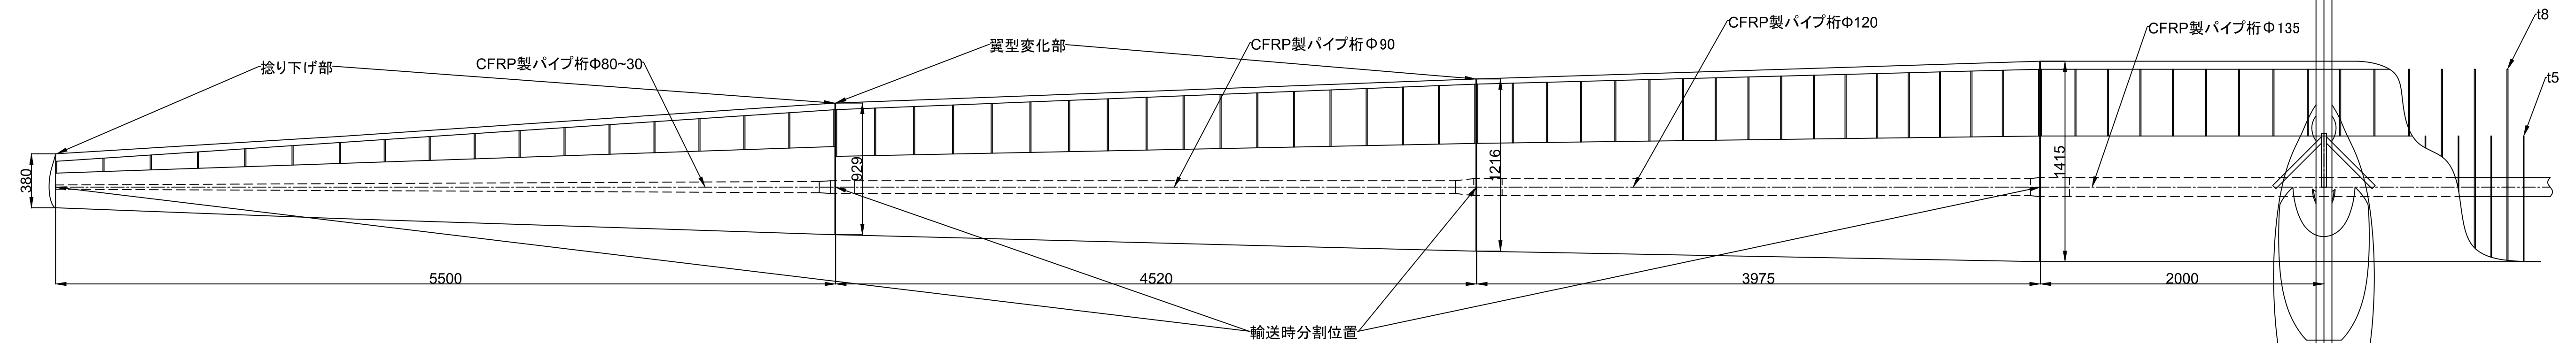 捻り下げ部
CFRP製パイプ桁Φ80~30
翼型変化部
CFRP製パイプ桁Φ90
CFRP製パイプ桁Φ120
CFRP製パイプ桁Φ135
t8
t5
380
929
1216
1415
5500
4520
3975
2000
輸送時分割位置